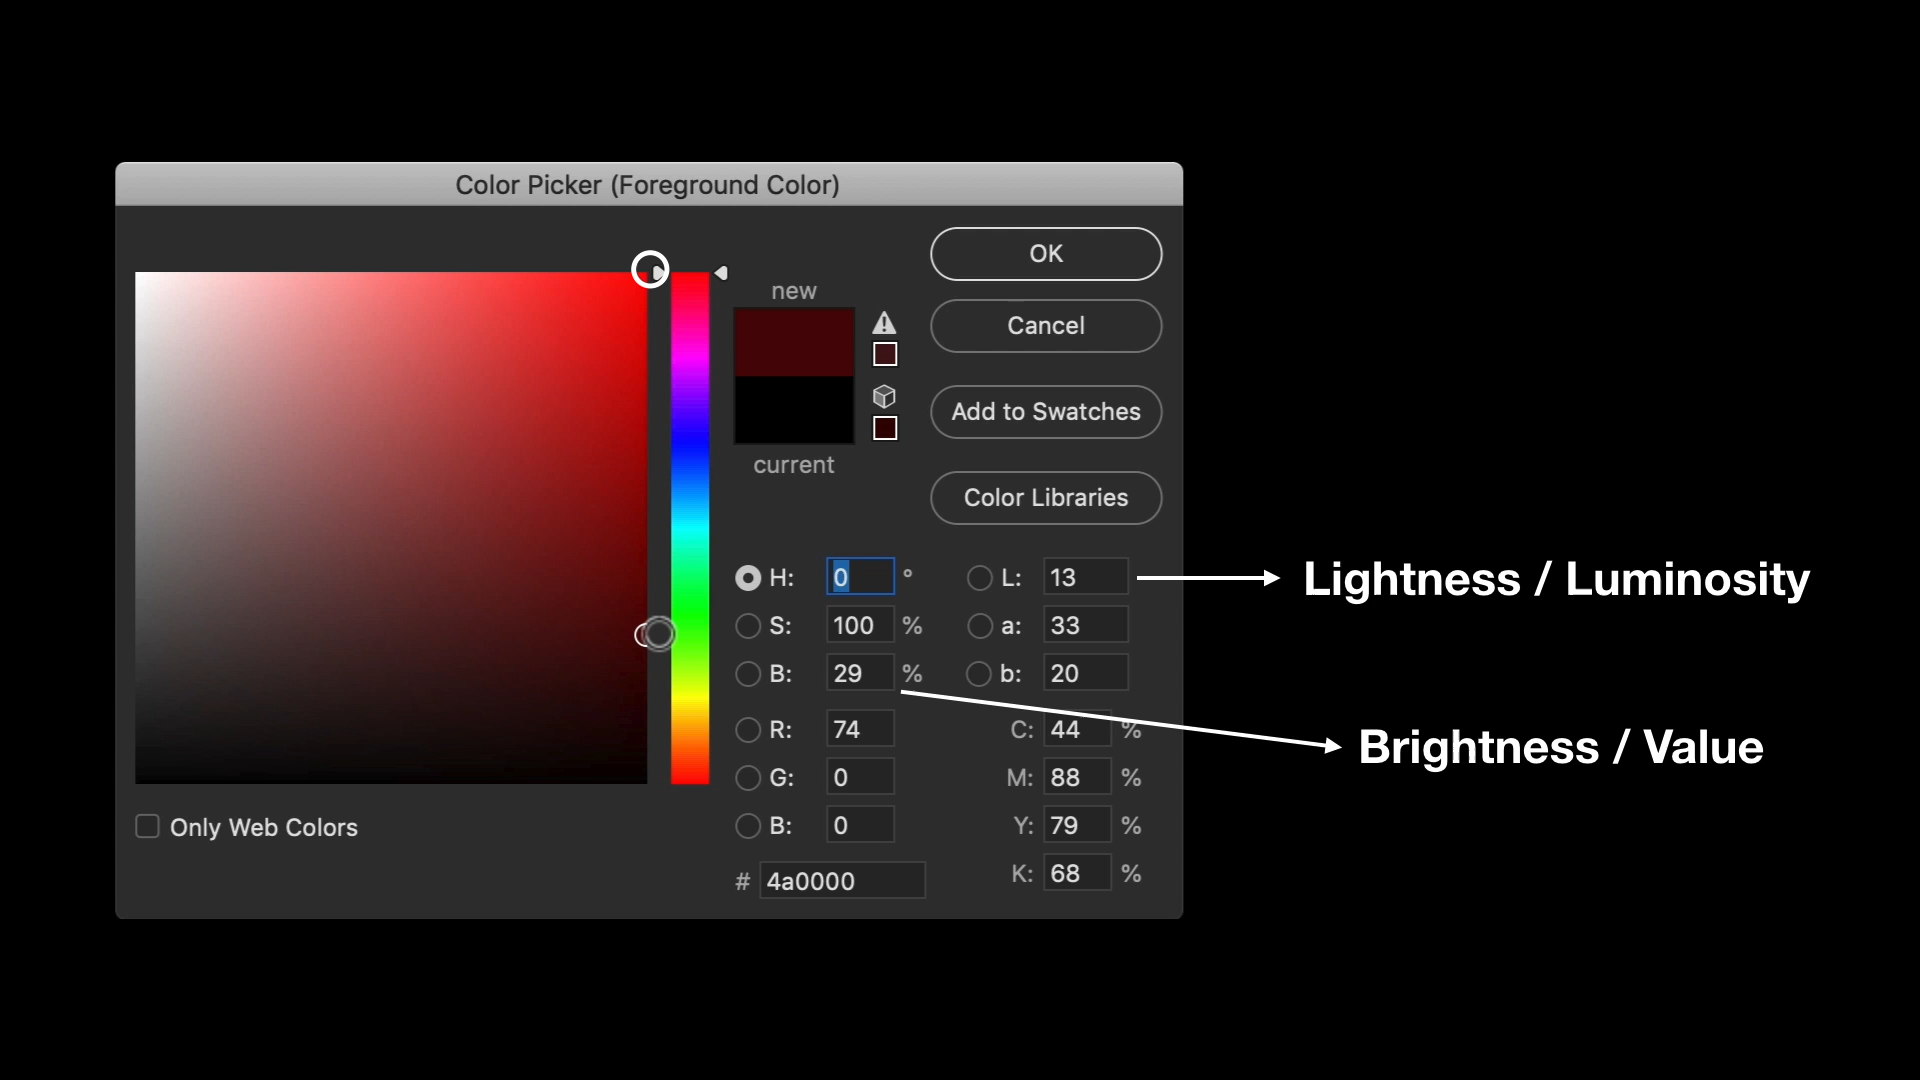 Color Picker (Foreground Color)
new
current
OK
Cancel
Add to Swatches
Color Libraries
H: 0 °
S: 100 %
B: 29 %
R: 74
G: 0
B: 0
# 4a0000
L: 13
a: 33
b: 20
C: 44 %
M: 88 %
Y: 79 %
K: 68 %
Only Web Colors
Lightness / Luminosity
Brightness / Value